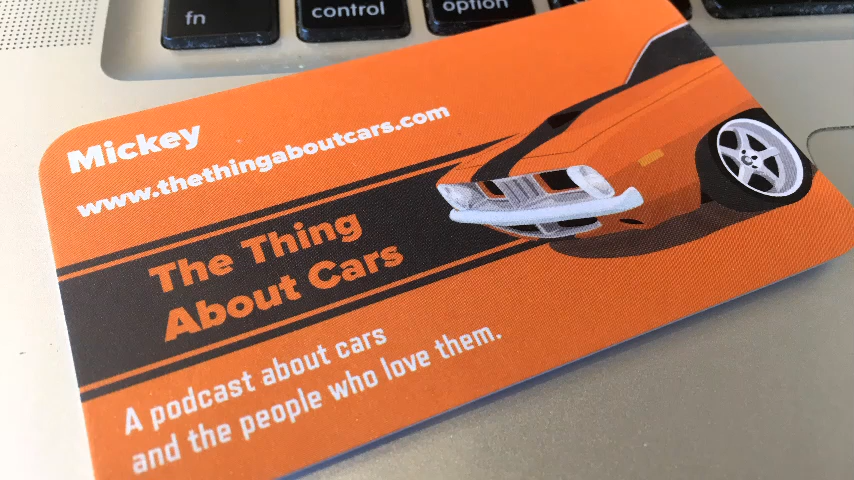 fn
control
option
Mickey
www.thethingaboutcars.com
The Thing
About Cars
A podcast about cars
and the people who love them.